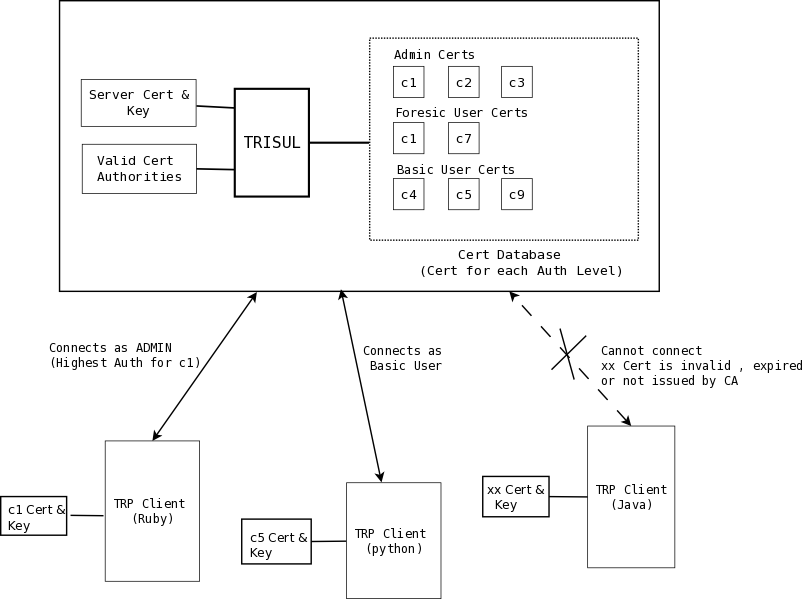 Admin Certs
c1 c2 c3
Server Cert &
Key
Foresic User Certs
c1 c7
TRISUL
Valid Cert
Authorities
Basic User Certs
c4 c5 c9
Cert Database
(Cert for each Auth Level)
Connects as ADMIN
(Highest Auth for c1)
Connects as
Basic User
Cannot connect
xx Cert is invalid , expired
or not issued by CA
c1 Cert &
Key
TRP Client
(Ruby)
c5 Cert &
Key
TRP Client
(python)
xx Cert &
Key
TRP Client
(Java)